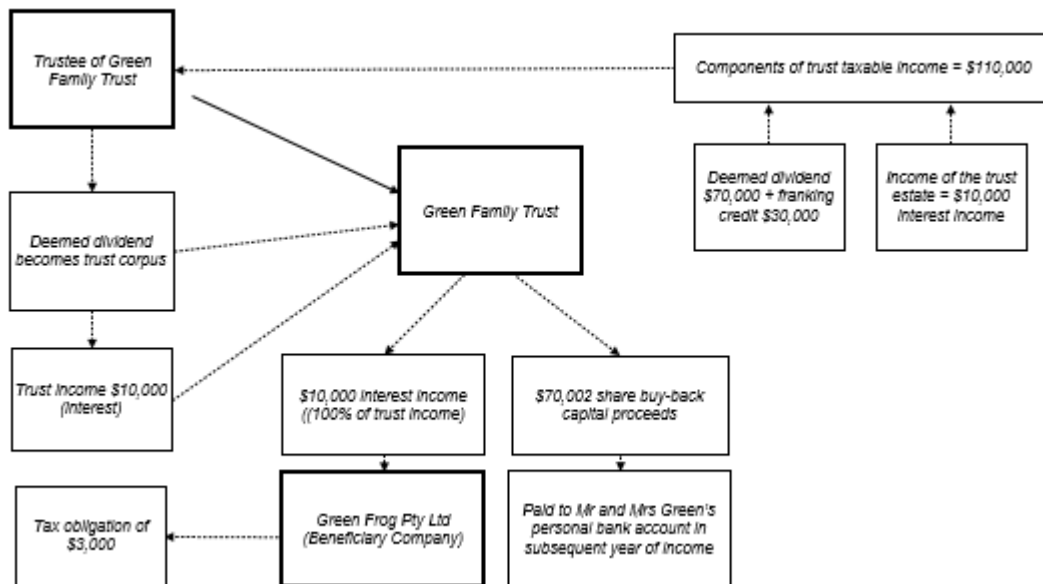 Trustee of Green
Family Trust
Components of trust taxable income = $110,000
Green Family Trust
Deemed dividend
$70,000 + franking
credit $30,000
Income of the trust
estate = $10,000
interest income
Deemed dividend
becomes trust corpus
Trust income $10,000
(interest)
$10,000 interest income
((100% of trust income)
$70,002 share buy-back
capital proceeds
Tax obligation of
$3,000
Green Frog Pty Ltd
(Beneficiary Company)
Paid to Mr and Mrs Green's
personal bank account in
subsequent year of income